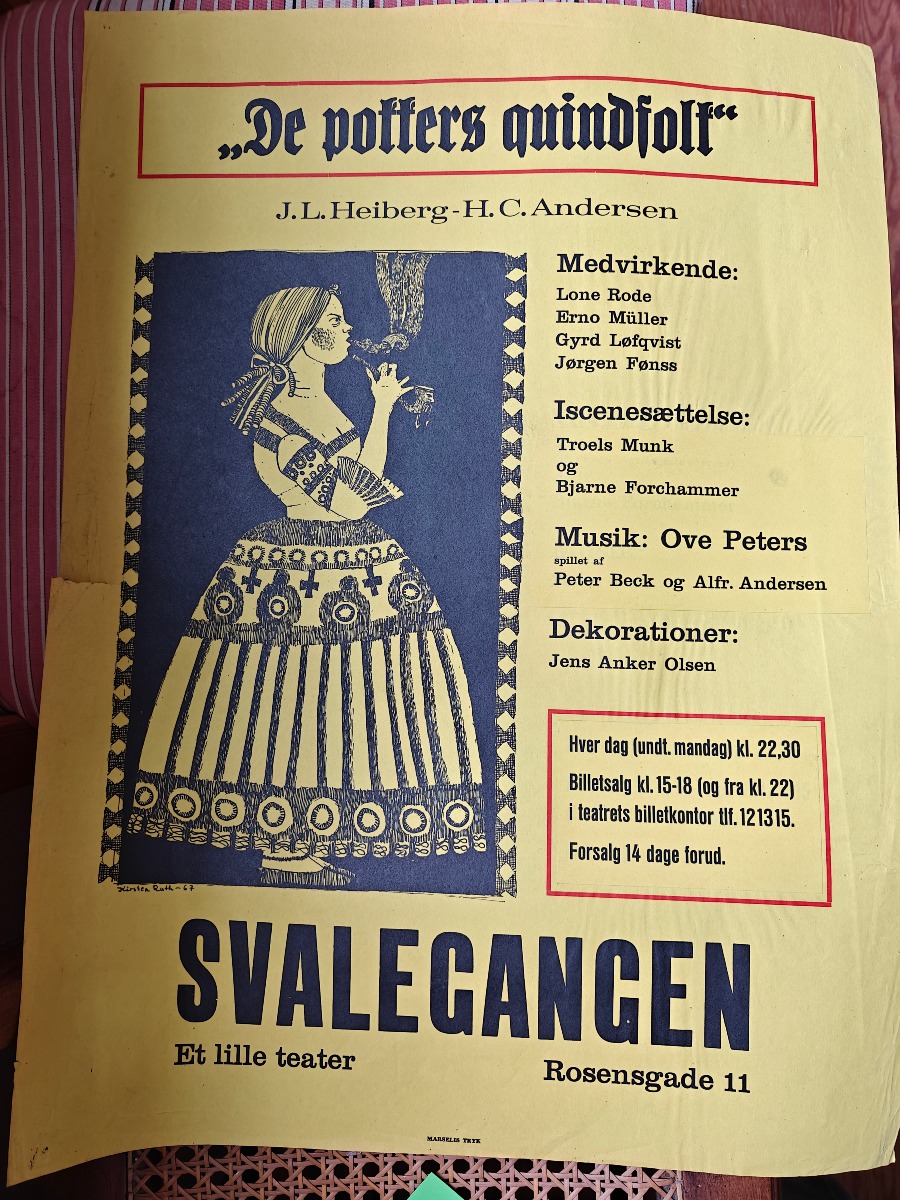 „De potters quindfolk“
J.L. Heiberg - H.C. Andersen
Medvirkende:
Lone Rode
Erno Müller
Gyrd Løfqvist
Jørgen Fønss
Iscenesættelse:
Troels Munk
og
Bjarne Forchammer
Musik: Ove Peters
spillet af
Peter Beck og Alfr. Andersen
Dekorationer:
Jens Anker Olsen
Hver dag (undt. mandag) kl. 22,30
Billetsalg kl. 15-18 (og fra kl. 22)
i teatrets billetkontor tlf. 121315.
Forsalg 14 dage forud.
Kirsten Ruth - 67
SVALEGANGEN
Et lille teater
Rosensgade 11
MARSELIS TRYK